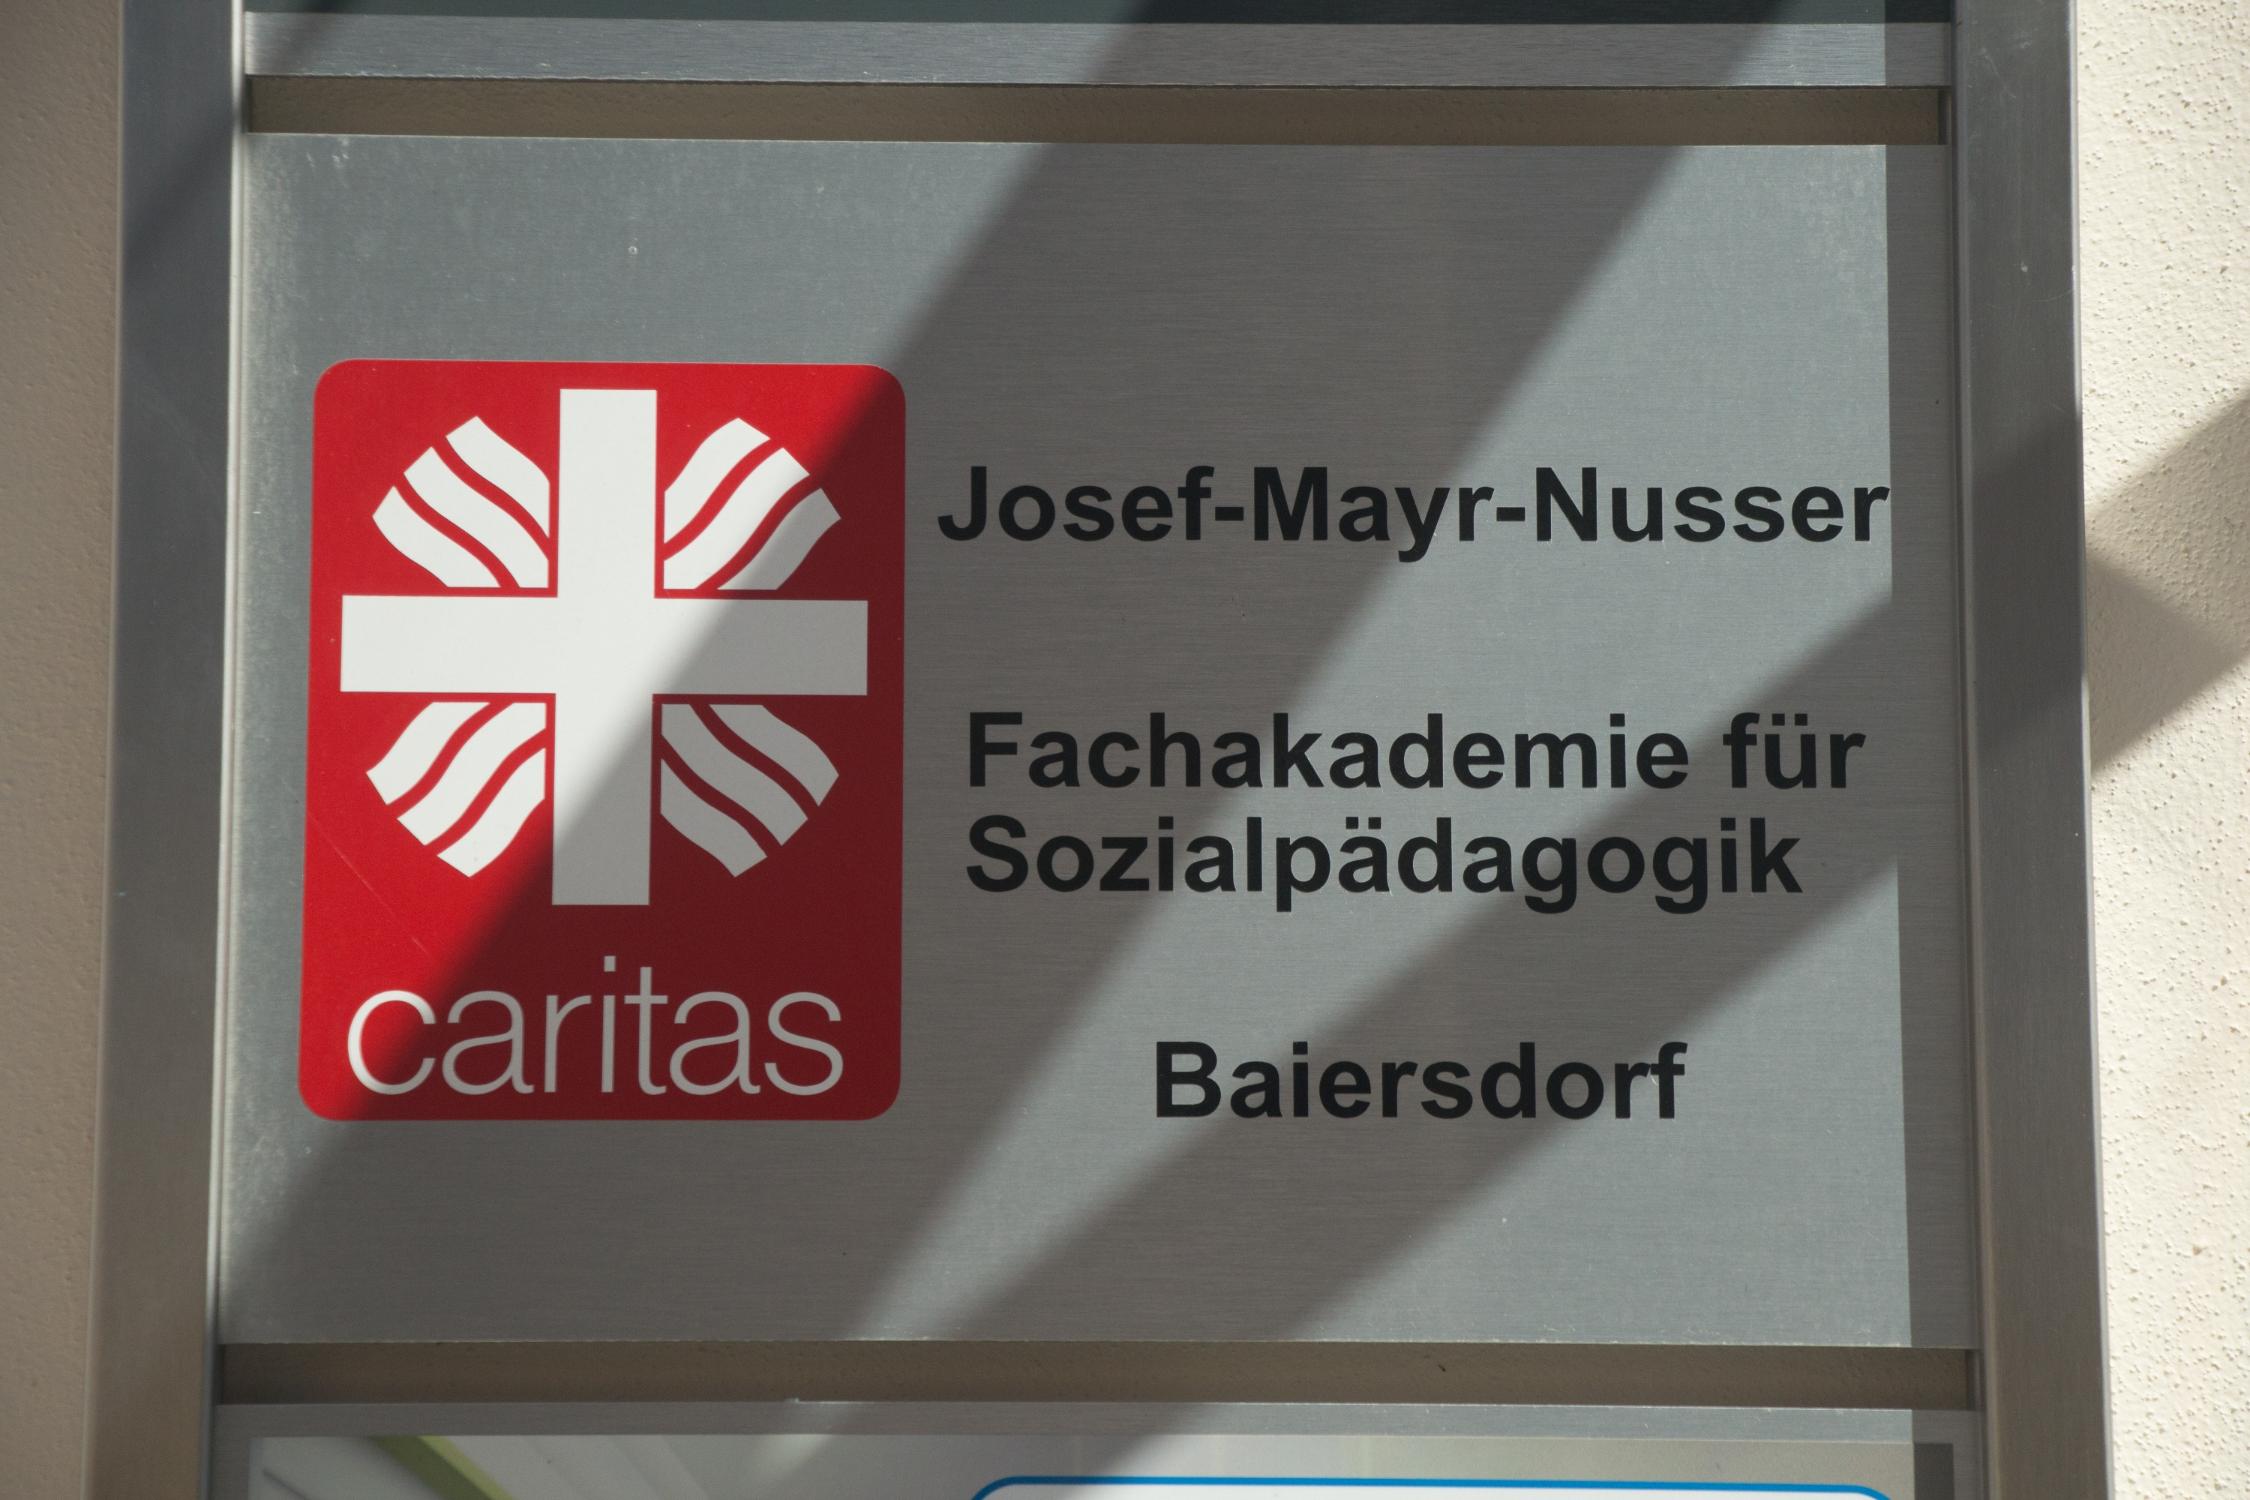 Josef-Mayr-Nusser
Fachakademie für
Sozialpädagogik
Baiersdorf
caritas